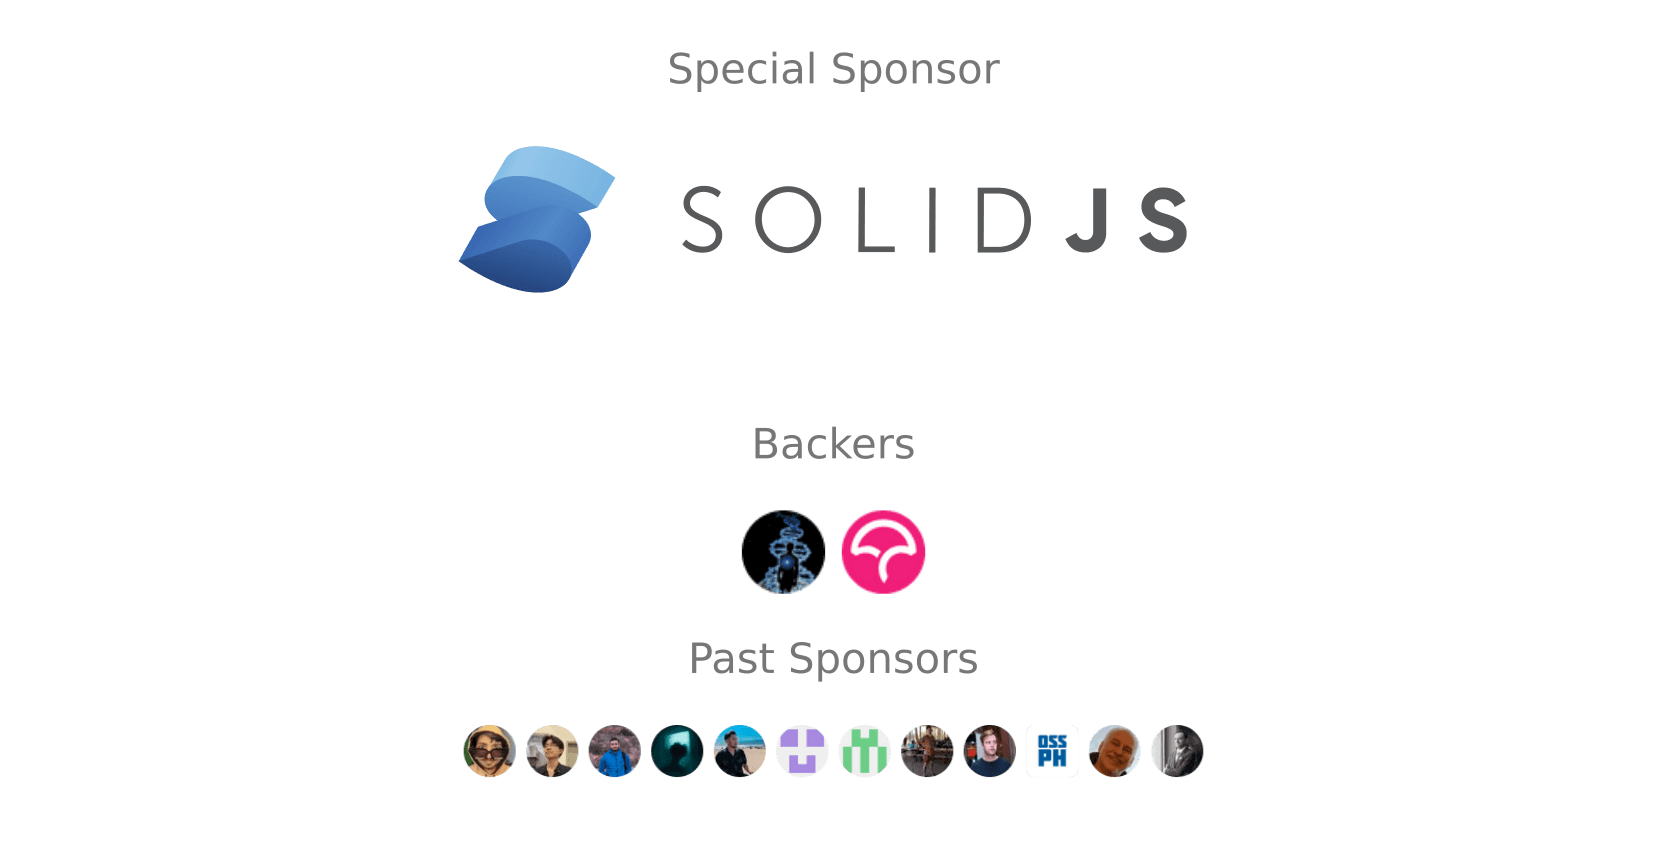 Special Sponsor
SOLIDJS
Backers
Past Sponsors
OSS
PH